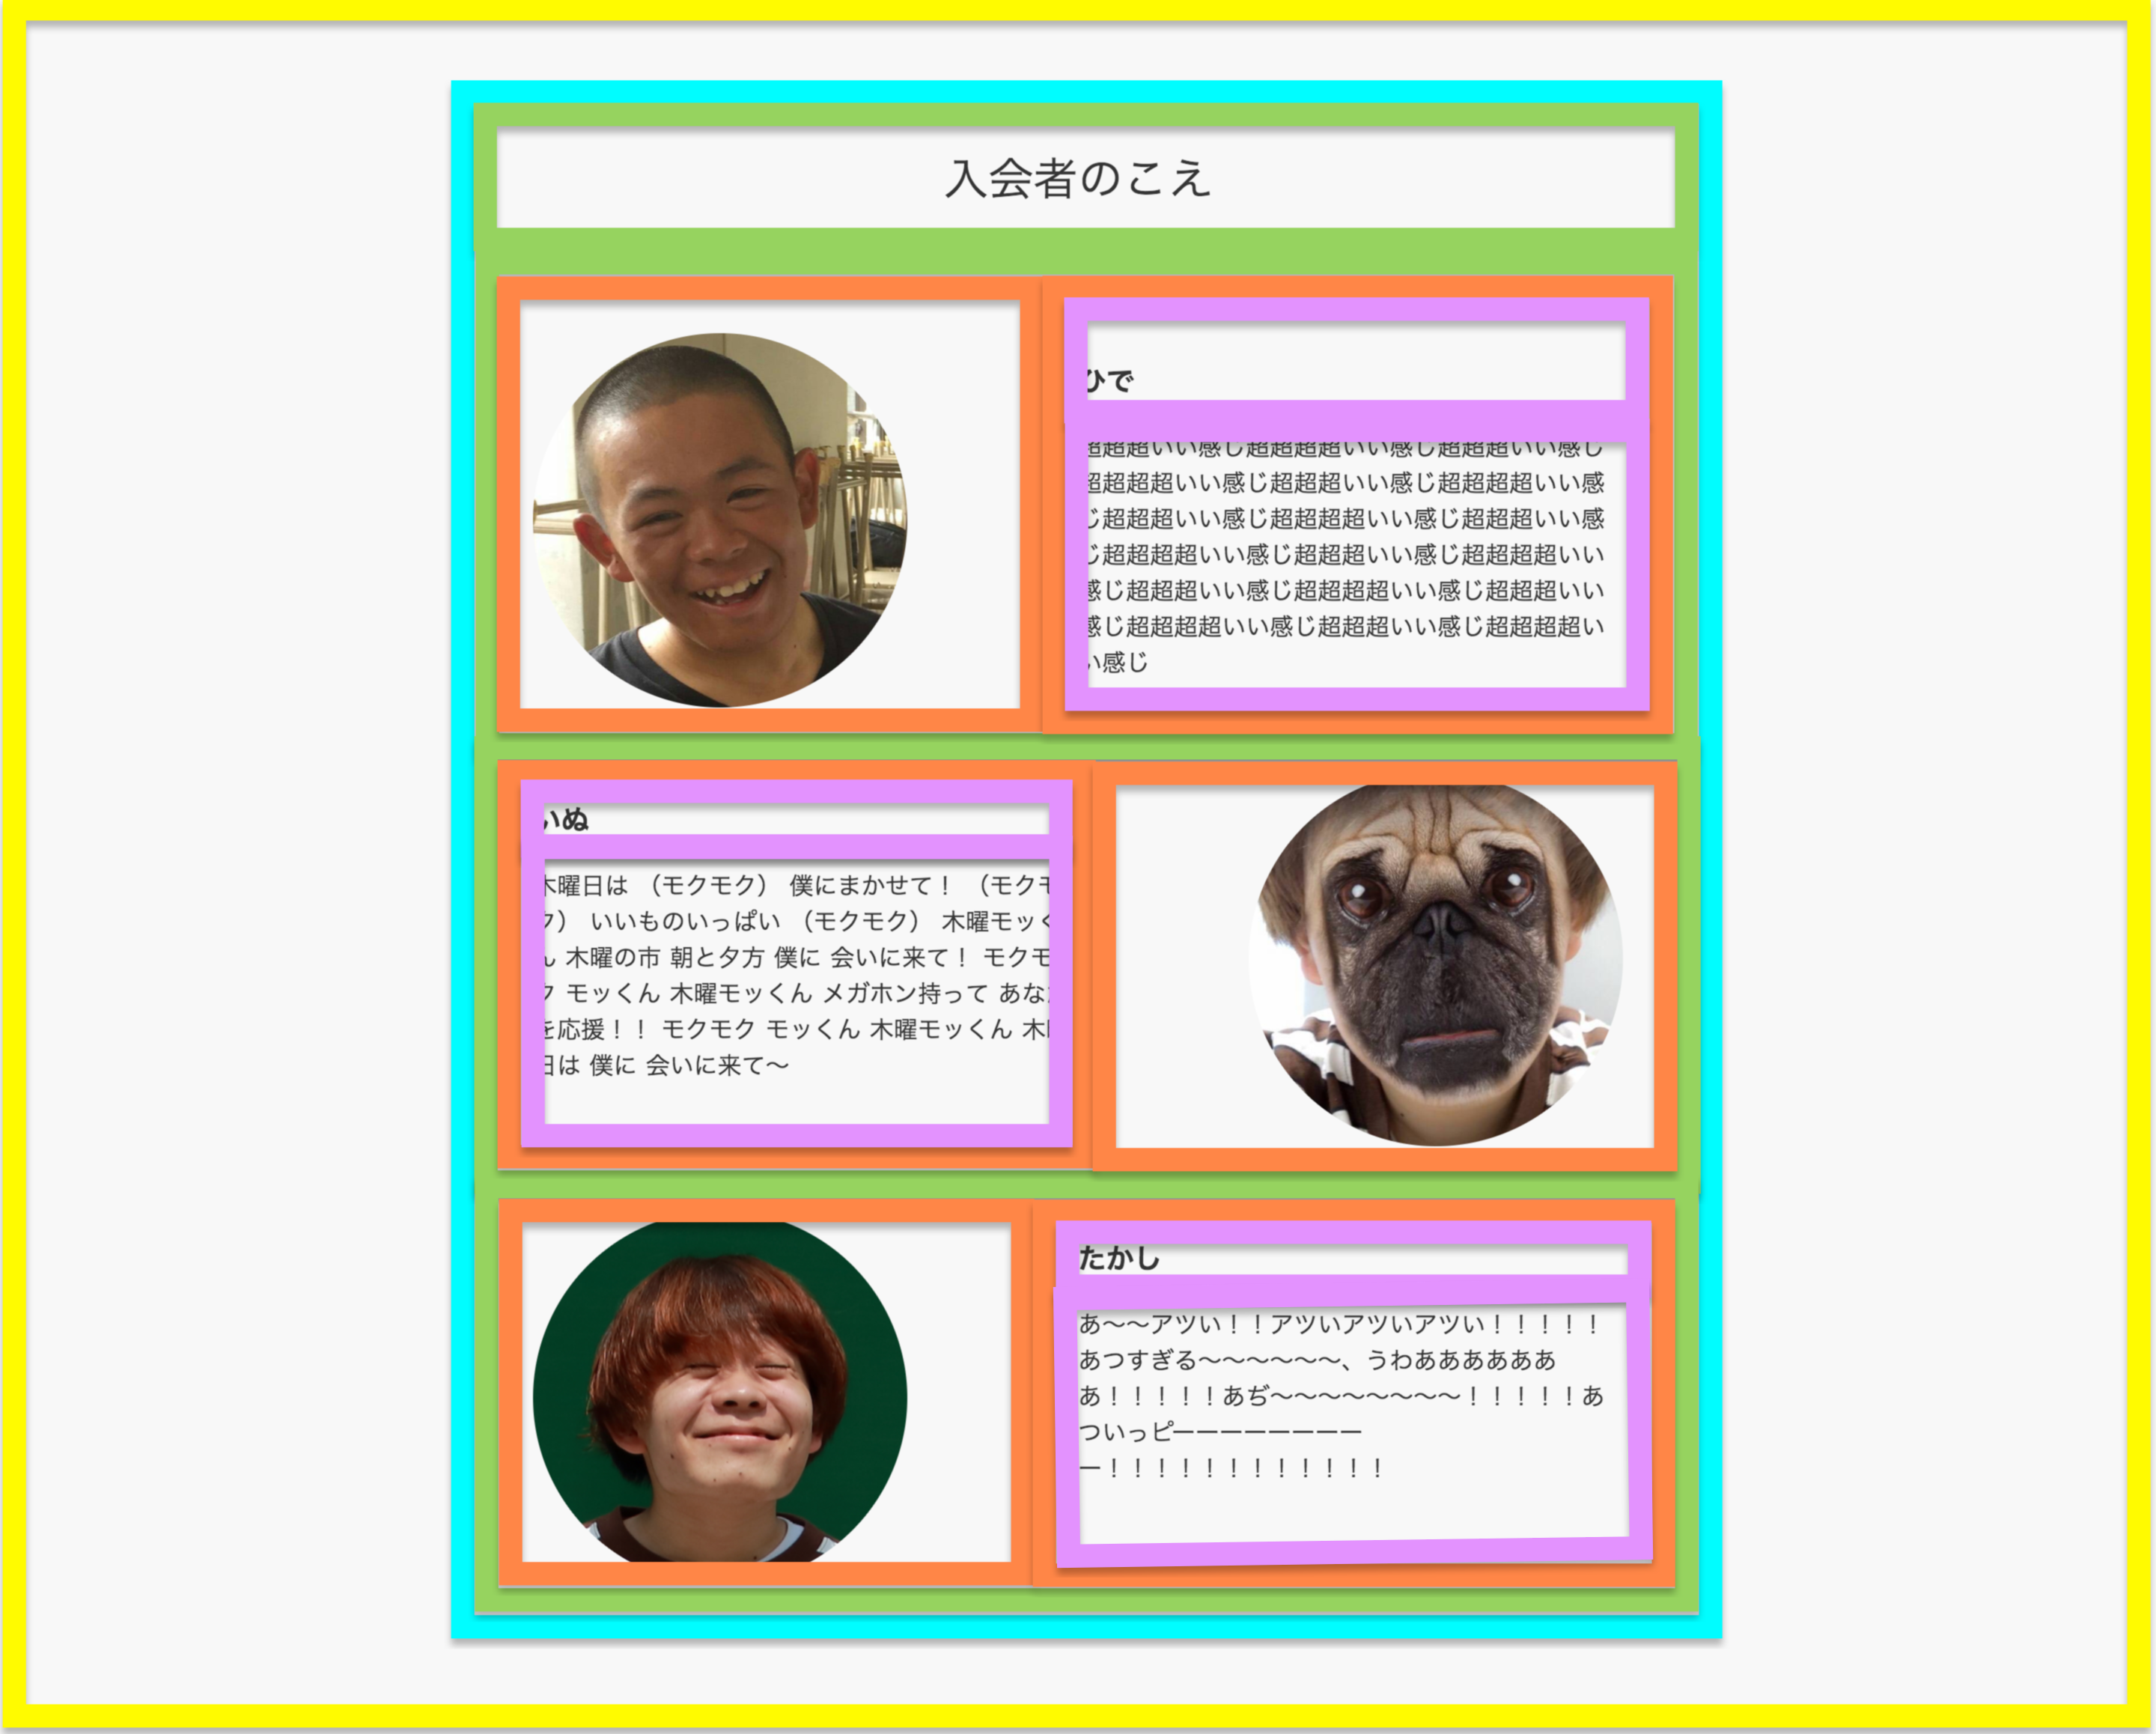 入会者のこえ
ひで
超超超いい感じ超超超超いい感じ超超超いい感じ
超超超超いい感じ超超超いい感じ超超超超いい感
じ超超超いい感じ超超超超いい感じ超超超いい感
じ超超超超いい感じ超超超いい感じ超超超超いい
感じ超超超いい感じ超超超超いい感じ超超超いい
感じ超超超超いい感じ超超超いい感じ超超超超い
い感じ
いぬ
木曜日は （モクモク） 僕にまかせて！ （モクモ
ク） いいものいっぱい （モクモク） 木曜モッく
ん 木曜の市 朝と夕方 僕に 会いに来て！ モクモ
ク モッくん 木曜モッくん メガホン持って あなた
を応援！！ モクモク モッくん 木曜モッくん 木曜
日は 僕に 会いに来て〜
たかし
あ〜〜アツい！！アツいアツいアツい！！！！！
あつすぎる〜〜〜〜〜〜、うわああああああ
あ！！！！！あぢ〜〜〜〜〜〜〜〜！！！！！あ
ついっピーーーーーーーー
ー！！！！！！！！！！！！